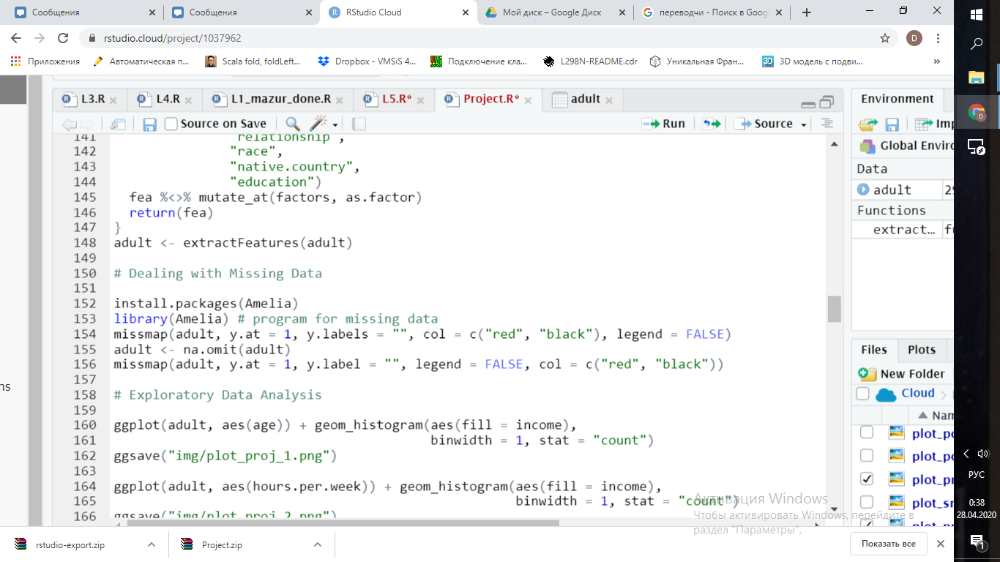 Сообщения
Сообщения
RStudio Cloud
Мой диск – Google Диск
переводчи - Поиск в Goog
rstudio.cloud/project/1037962
D
Приложения
Автоматическая п...
Scala fold, foldLeft...
Dropbox - VMSiS 4...
Подключение кла...
L298N-README.cdr
Уникальная Фран...
3D модель с подви...
L3.R
L4.R
L1_mazur_done.R
L5.R*
Project.R*
adult
Source on Save
Run
Source
141 "relationship",
142 "race",
143 "native.country",
144 "education")
145 fea %<>% mutate_at(factors, as.factor)
146 return(fea)
147 }
148 adult <- extractFeatures(adult)
149
150 # Dealing with Missing Data
151
152 install.packages(Amelia)
153 library(Amelia) # program for missing data
154 missmap(adult, y.at = 1, y.labels = "", col = c("red", "black"), legend = FALSE)
155 adult <- na.omit(adult)
156 missmap(adult, y.at = 1, y.label = "", legend = FALSE, col = c("red", "black"))
157
158 # Exploratory Data Analysis
159
160 ggplot(adult, aes(age)) + geom_histogram(aes(fill = income),
161 binwidth = 1, stat = "count")
162 ggsave("img/plot_proj_1.png")
163
164 ggplot(adult, aes(hours.per.week)) + geom_histogram(aes(fill = income),
165 binwidth = 1, stat = "count")
166 ggsave("img/plot_proj_2.png")
ns
Environment
Imp
Global Enviro
Data
adult 29
Functions
extract... fu
Files
Plots
New Folder
Cloud
Nam
plot_po
plot_po
plot_pr
plot_sr
Активация Windows
Чтобы активировать Windows, перейдите в
раздел "Параметры".
rstudio-export.zip
Project.zip
Показать все
РУС
0:38
28.04.2020
1